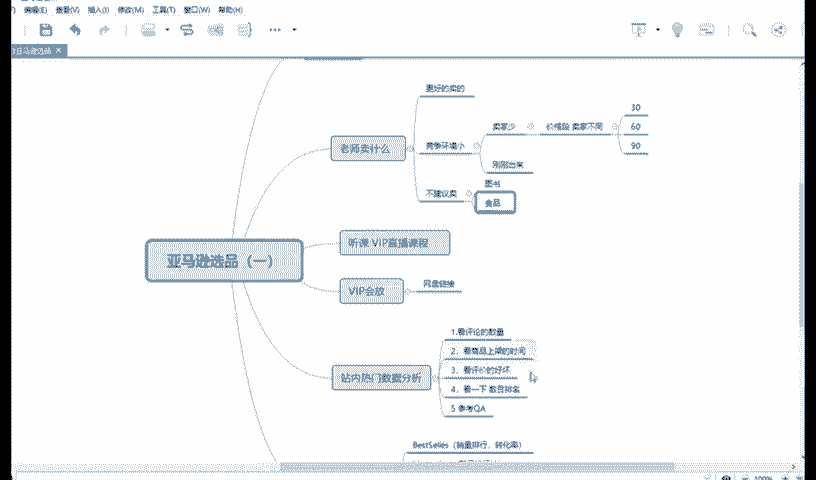 编辑(E) 查看(V) 插入(I) 修改(M) 工具(T) 窗口(W) 帮助(H)
亚马逊选品
更好的卖的
老师卖什么
竞争环境小
卖家少
价格段 卖家不同
30
60
90
刚刚出来
不建议卖
图书
食品
亚马逊选品（一）
听课 VIP直播课程
VIP会放
网盘链接
站内热门数据分析
1.看评论的数量
2、看商品上架的时间
3、看评价的好坏
4、看一下 数目排名
5 参考QA
BestSelles（销量排行，转化率）
100%